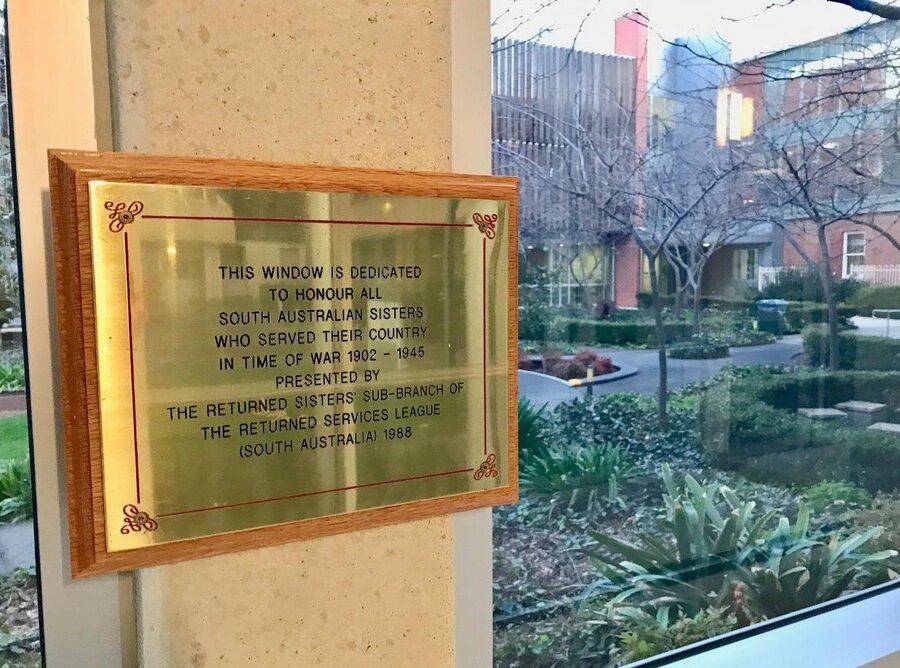 THIS WINDOW IS DEDICATED
TO HONOUR ALL
SOUTH AUSTRALIAN SISTERS
WHO SERVED THEIR COUNTRY
IN TIME OF WAR 1902 - 1945
PRESENTED BY
THE RETURNED SISTERS' SUB-BRANCH OF
THE RETURNED SERVICES LEAGUE
(SOUTH AUSTRALIA) 1988